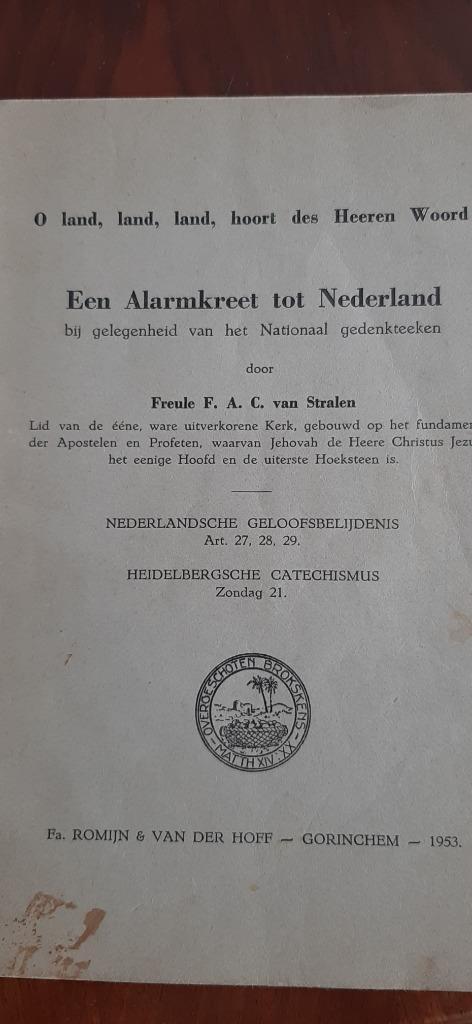 O land, land, land, hoort des Heeren Woord
Een Alarmkreet tot Nederland
bij gelegenheid van het Nationaal gedenkteeken
door
Freule F. A. C. van Stralen
Lid van de ééne, ware uitverkorene Kerk, gebouwd op het fundamen
der Apostelen en Profeten, waarvan Jehovah de Heere Christus Jezu
het eenige Hoofd en de uiterste Hoeksteen is.
NEDERLANDSCHE GELOOFSBELIJDENIS
Art. 27, 28, 29.
HEIDELBERGSCHE CATECHISMUS
Zondag 21.
OVERGESCHOTEN BROKSKENS
MATTH XIV: XX
Fa. ROMIJN & VAN DER HOFF — GORINCHEM — 1953.